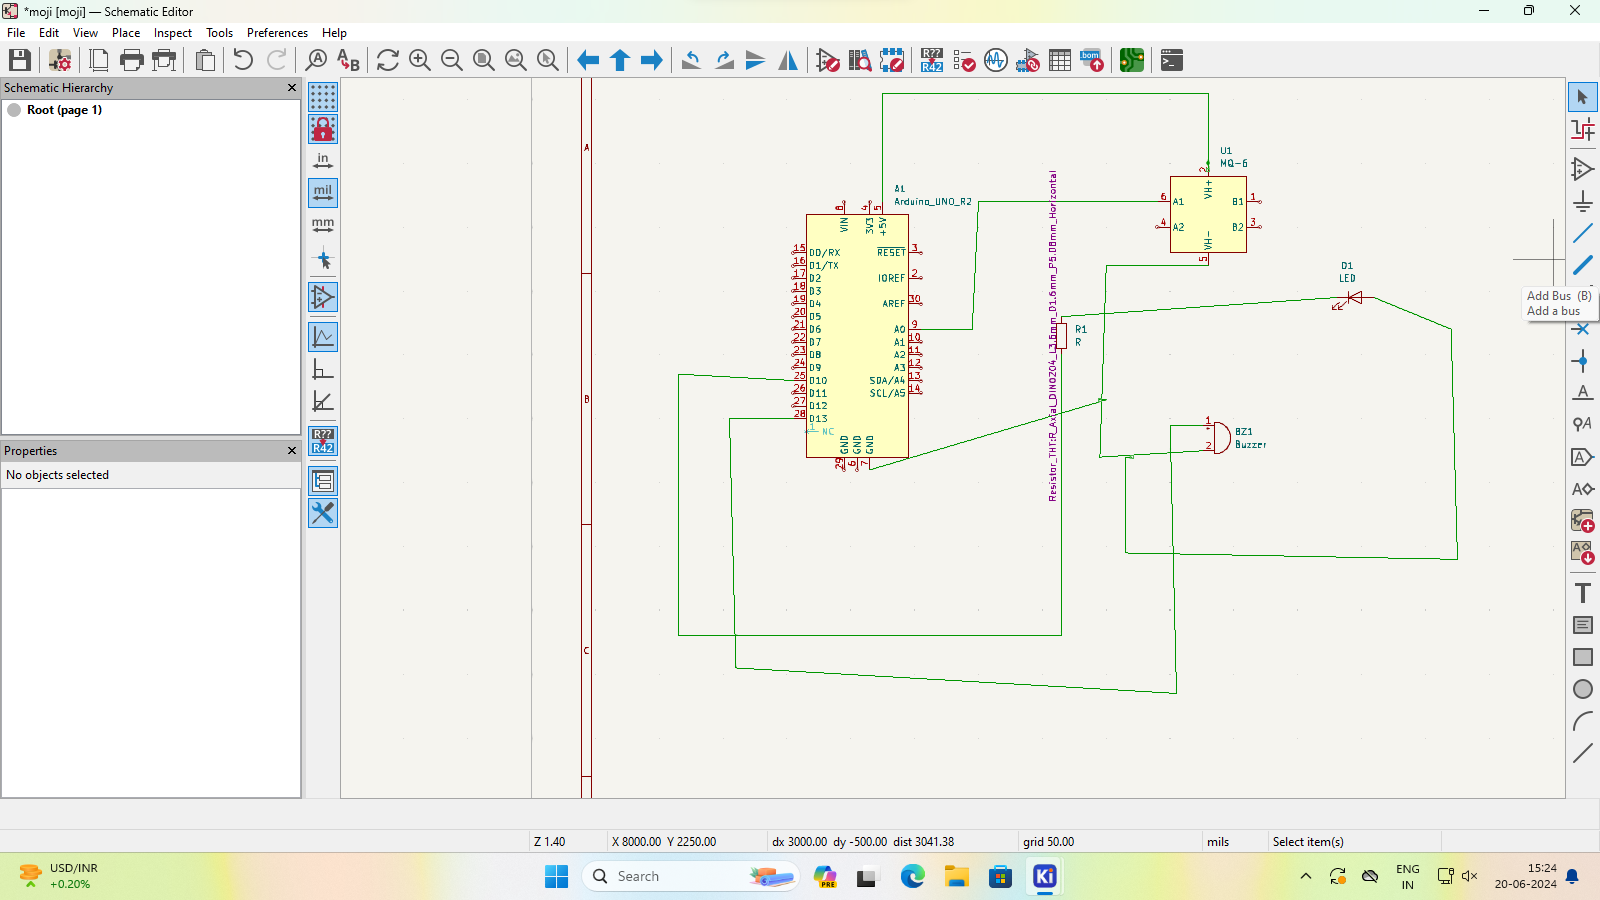 *moji [moji] — Schematic Editor
File Edit View Place Inspect Tools Preferences Help
Schematic Hierarchy
Root (page 1)
Properties
No objects selected
in
mil
mm
R??
R42
R??
R42
bom
A
B
C
A1
Arduino_UNO_R2
8
4
5
VIN
3V3
+5V
15 D0/RX
16 D1/TX
17 D2
18 D3
19 D4
20 D5
21 D6
22 D7
23 D8
24 D9
25 D10
26 D11
27 D12
28 D13
1 NC
RESET 3
IOREF 2
AREF 30
A0 9
A1 10
A2 11
A3 12
SDA/A4 13
SCL/A5 14
GND GND GND
29 6 7
Resistor_THT:R_Axial_DIN0204_L3.6mm_D1.6mm_P5.08mm_Horizontal
R1
R
U1
MQ-6
2
VH+
6 A1
4 A2
B1 1
B2 3
VH-
5
D1
LED
1
+
2
BZ1
Buzzer
Add Bus (B)
Add a bus
Z 1.40
X 8000.00 Y 2250.00
dx 3000.00 dy -500.00 dist 3041.38
grid 50.00
mils
Select item(s)
USD/INR
+0.20%
Search
PRE
Ki
ENG
IN
15:24
20-06-2024